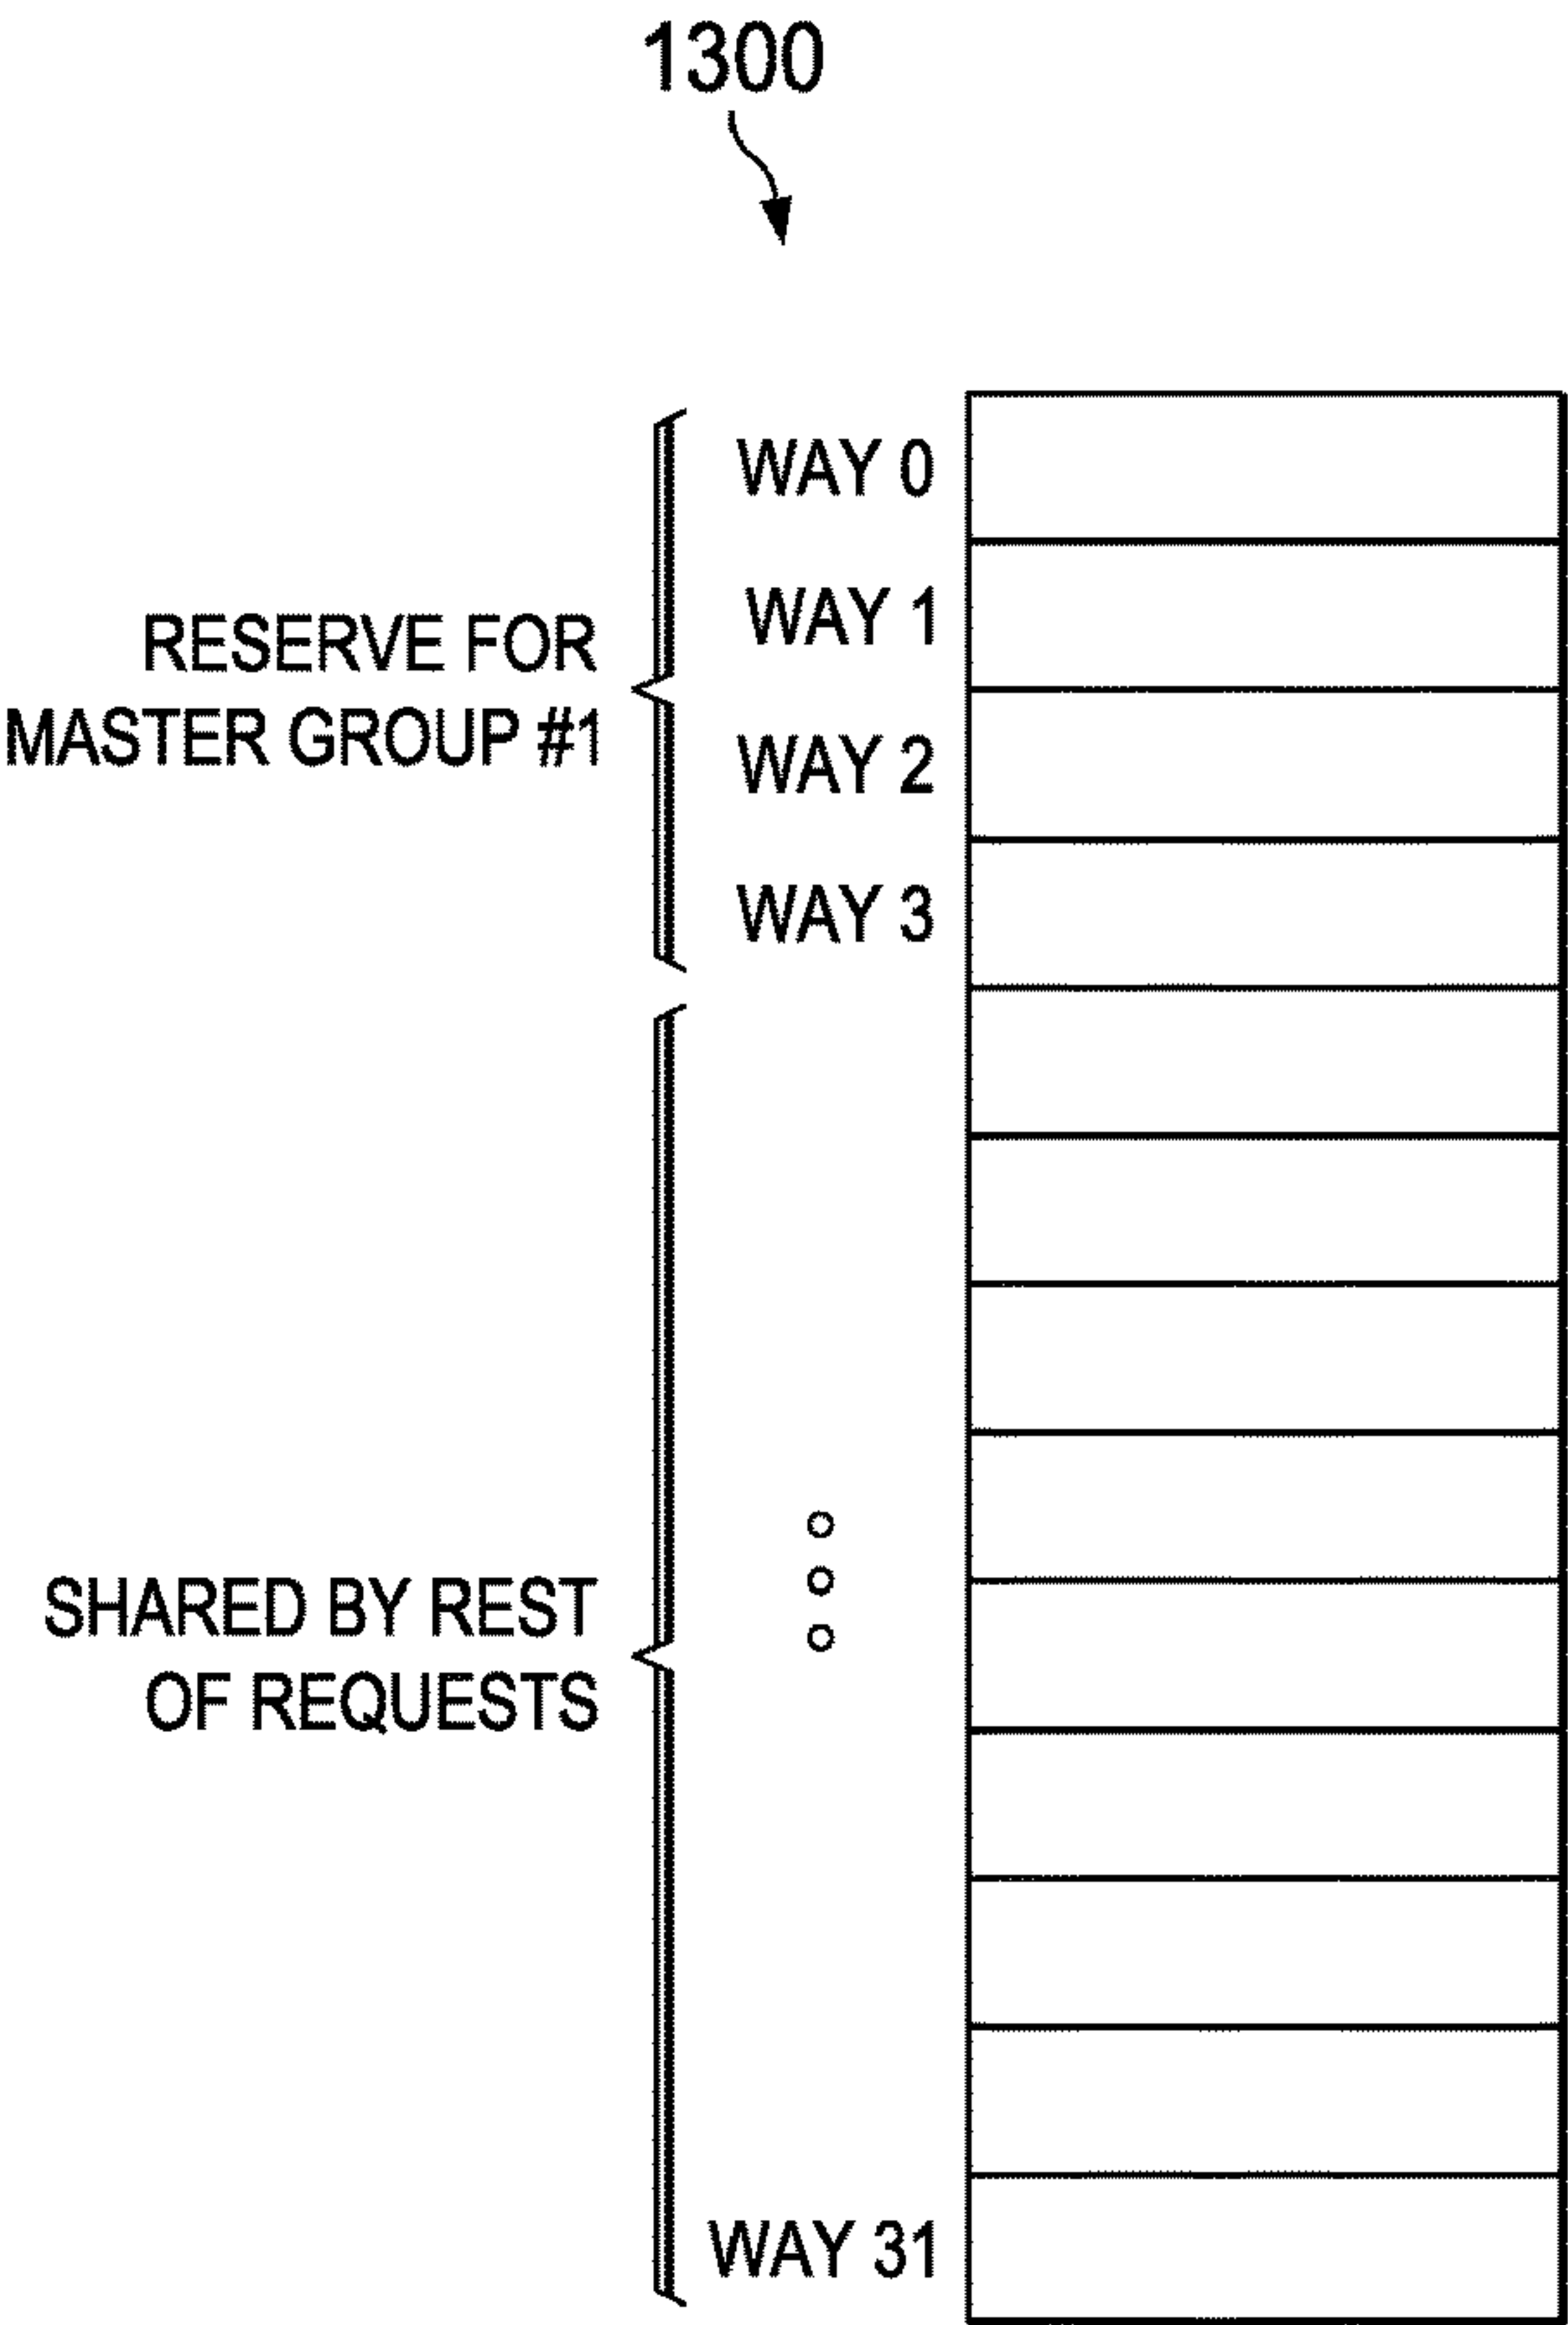 1300
WAY 0
WAY 1
RESERVE FOR
MASTER GROUP #1
WAY 2
WAY 3
SHARED BY REST
OF REQUESTS
WAY 31